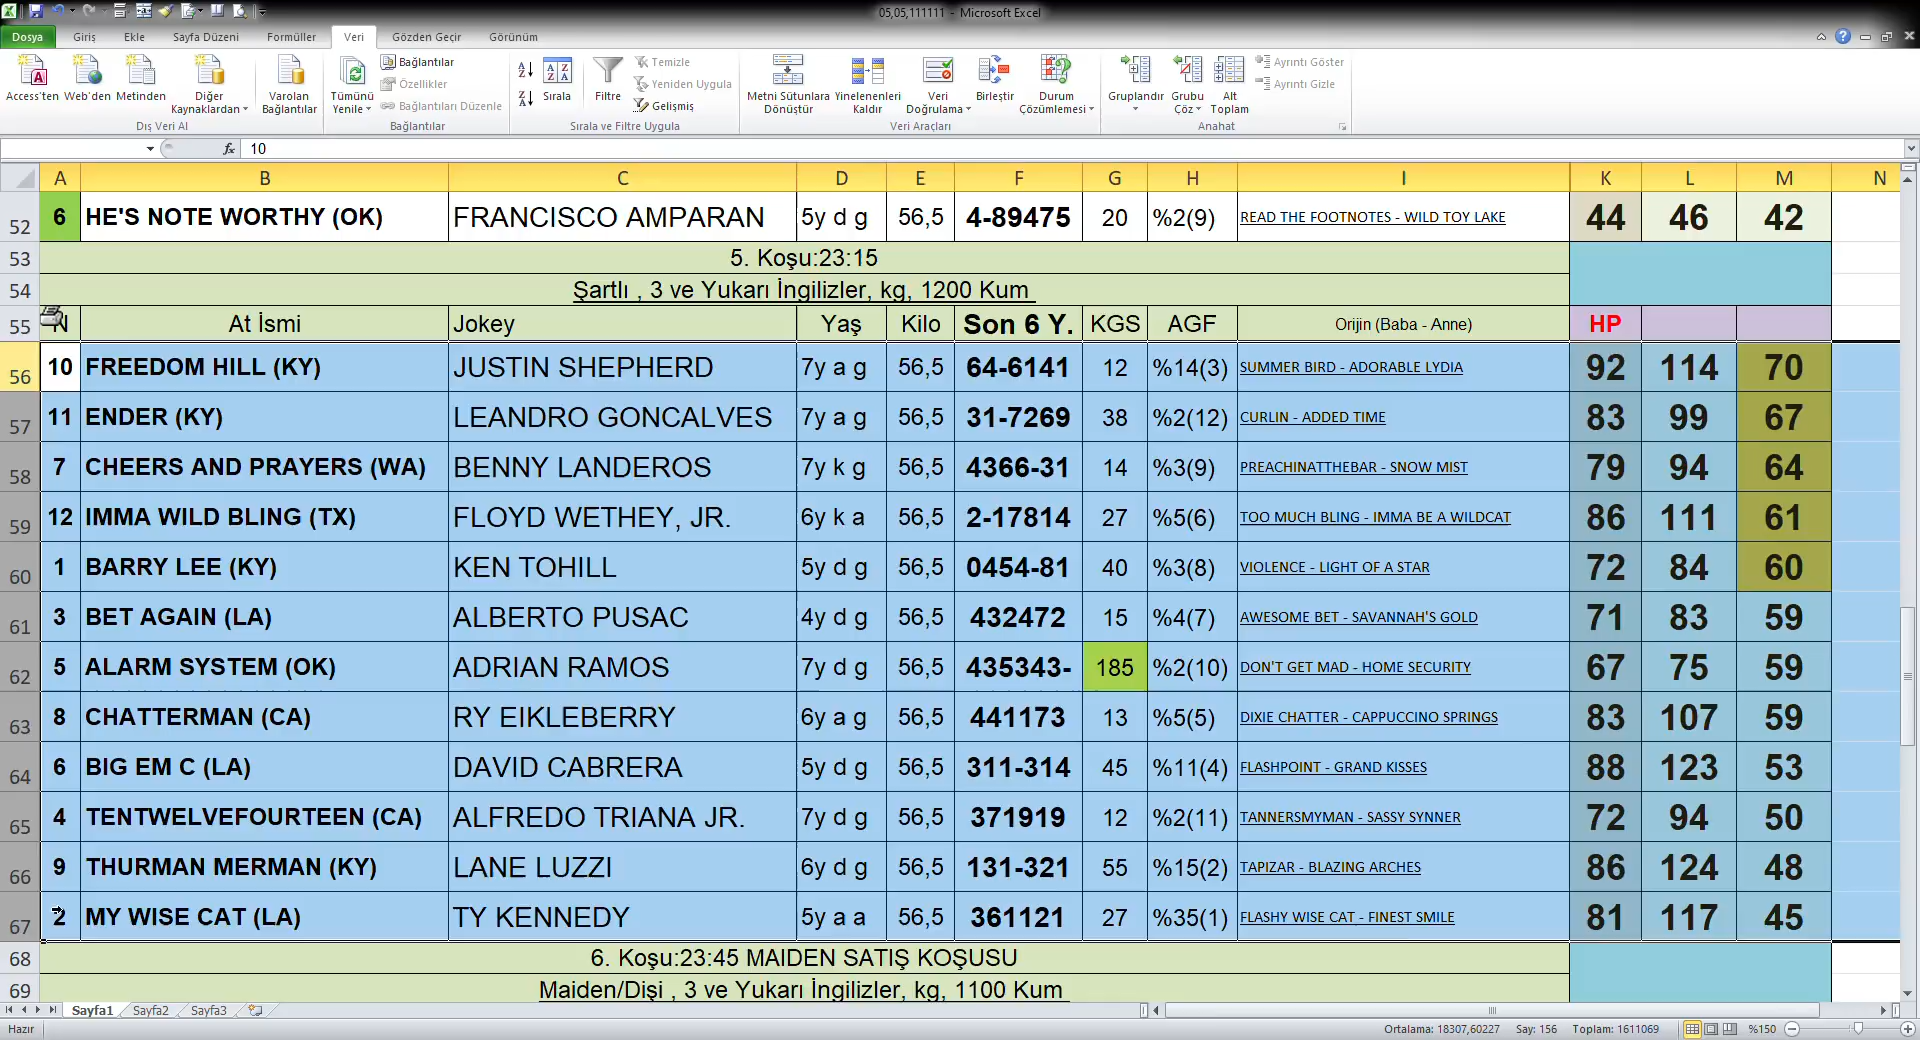 05,05,111111 - Microsoft Excel
Dosya Giriş Ekle Sayfa Düzeni Formüller Veri Gözden Geçir Görünüm
Access'ten Web'den Metinden Diğer Kaynaklardan Varolan Bağlantılar Tümünü Yenile Bağlantılar Özellikler Bağlantıları Düzenle Sırala Filtre Temizle Yeniden Uygula Gelişmiş Metni Sütunlara Dönüştür Yinelenenleri Kaldır Veri Doğrulama Birleştir Durum Çözümlemesi Gruplandır Grubu Çöz Alt Toplam Ayrıntı Göster Ayrıntı Gizle
Dış Veri Al Bağlantılar Sırala ve Filtre Uygula Veri Araçları Anahat
fx 10
A B C D E F G H I K L M N
52 6 HE'S NOTE WORTHY (OK) FRANCISCO AMPARAN 5y d g 56,5 4-89475 20 %2(9) READ THE FOOTNOTES - WILD TOY LAKE 44 46 42
53 5. Koşu:23:15
54 Şartlı , 3 ve Yukarı İngilizler, kg, 1200 Kum
55 N At İsmi Jokey Yaş Kilo Son 6 Y. KGS AGF Orijin (Baba - Anne) HP
56 10 FREEDOM HILL (KY) JUSTIN SHEPHERD 7y a g 56,5 64-6141 12 %14(3) SUMMER BIRD - ADORABLE LYDIA 92 114 70
57 11 ENDER (KY) LEANDRO GONCALVES 7y a g 56,5 31-7269 38 %2(12) CURLIN - ADDED TIME 83 99 67
58 7 CHEERS AND PRAYERS (WA) BENNY LANDEROS 7y k g 56,5 4366-31 14 %3(9) PREACHINATTHEBAR - SNOW MIST 79 94 64
59 12 IMMA WILD BLING (TX) FLOYD WETHEY, JR. 6y k a 56,5 2-17814 27 %5(6) TOO MUCH BLING - IMMA BE A WILDCAT 86 111 61
60 1 BARRY LEE (KY) KEN TOHILL 5y d g 56,5 0454-81 40 %3(8) VIOLENCE - LIGHT OF A STAR 72 84 60
61 3 BET AGAIN (LA) ALBERTO PUSAC 4y d g 56,5 432472 15 %4(7) AWESOME BET - SAVANNAH'S GOLD 71 83 59
62 5 ALARM SYSTEM (OK) ADRIAN RAMOS 7y d g 56,5 435343- 185 %2(10) DON'T GET MAD - HOME SECURITY 67 75 59
63 8 CHATTERMAN (CA) RY EIKLEBERRY 6y a g 56,5 441173 13 %5(5) DIXIE CHATTER - CAPPUCCINO SPRINGS 83 107 59
64 6 BIG EM C (LA) DAVID CABRERA 5y d g 56,5 311-314 45 %11(4) FLASHPOINT - GRAND KISSES 88 123 53
65 4 TENTWELVEFOURTEEN (CA) ALFREDO TRIANA JR. 7y d g 56,5 371919 12 %2(11) TANNERSMYMAN - SASSY SYNNER 72 94 50
66 9 THURMAN MERMAN (KY) LANE LUZZI 6y d g 56,5 131-321 55 %15(2) TAPIZAR - BLAZING ARCHES 86 124 48
67 2 MY WISE CAT (LA) TY KENNEDY 5y a a 56,5 361121 27 %35(1) FLASHY WISE CAT - FINEST SMILE 81 117 45
68 6. Koşu:23:45 MAIDEN SATIŞ KOŞUSU
69 Maiden/Dişi , 3 ve Yukarı İngilizler, kg, 1100 Kum
Sayfa1 Sayfa2 Sayfa3
Hazır Ortalama: 18307,60227 Say: 156 Toplam: 1611069 %150